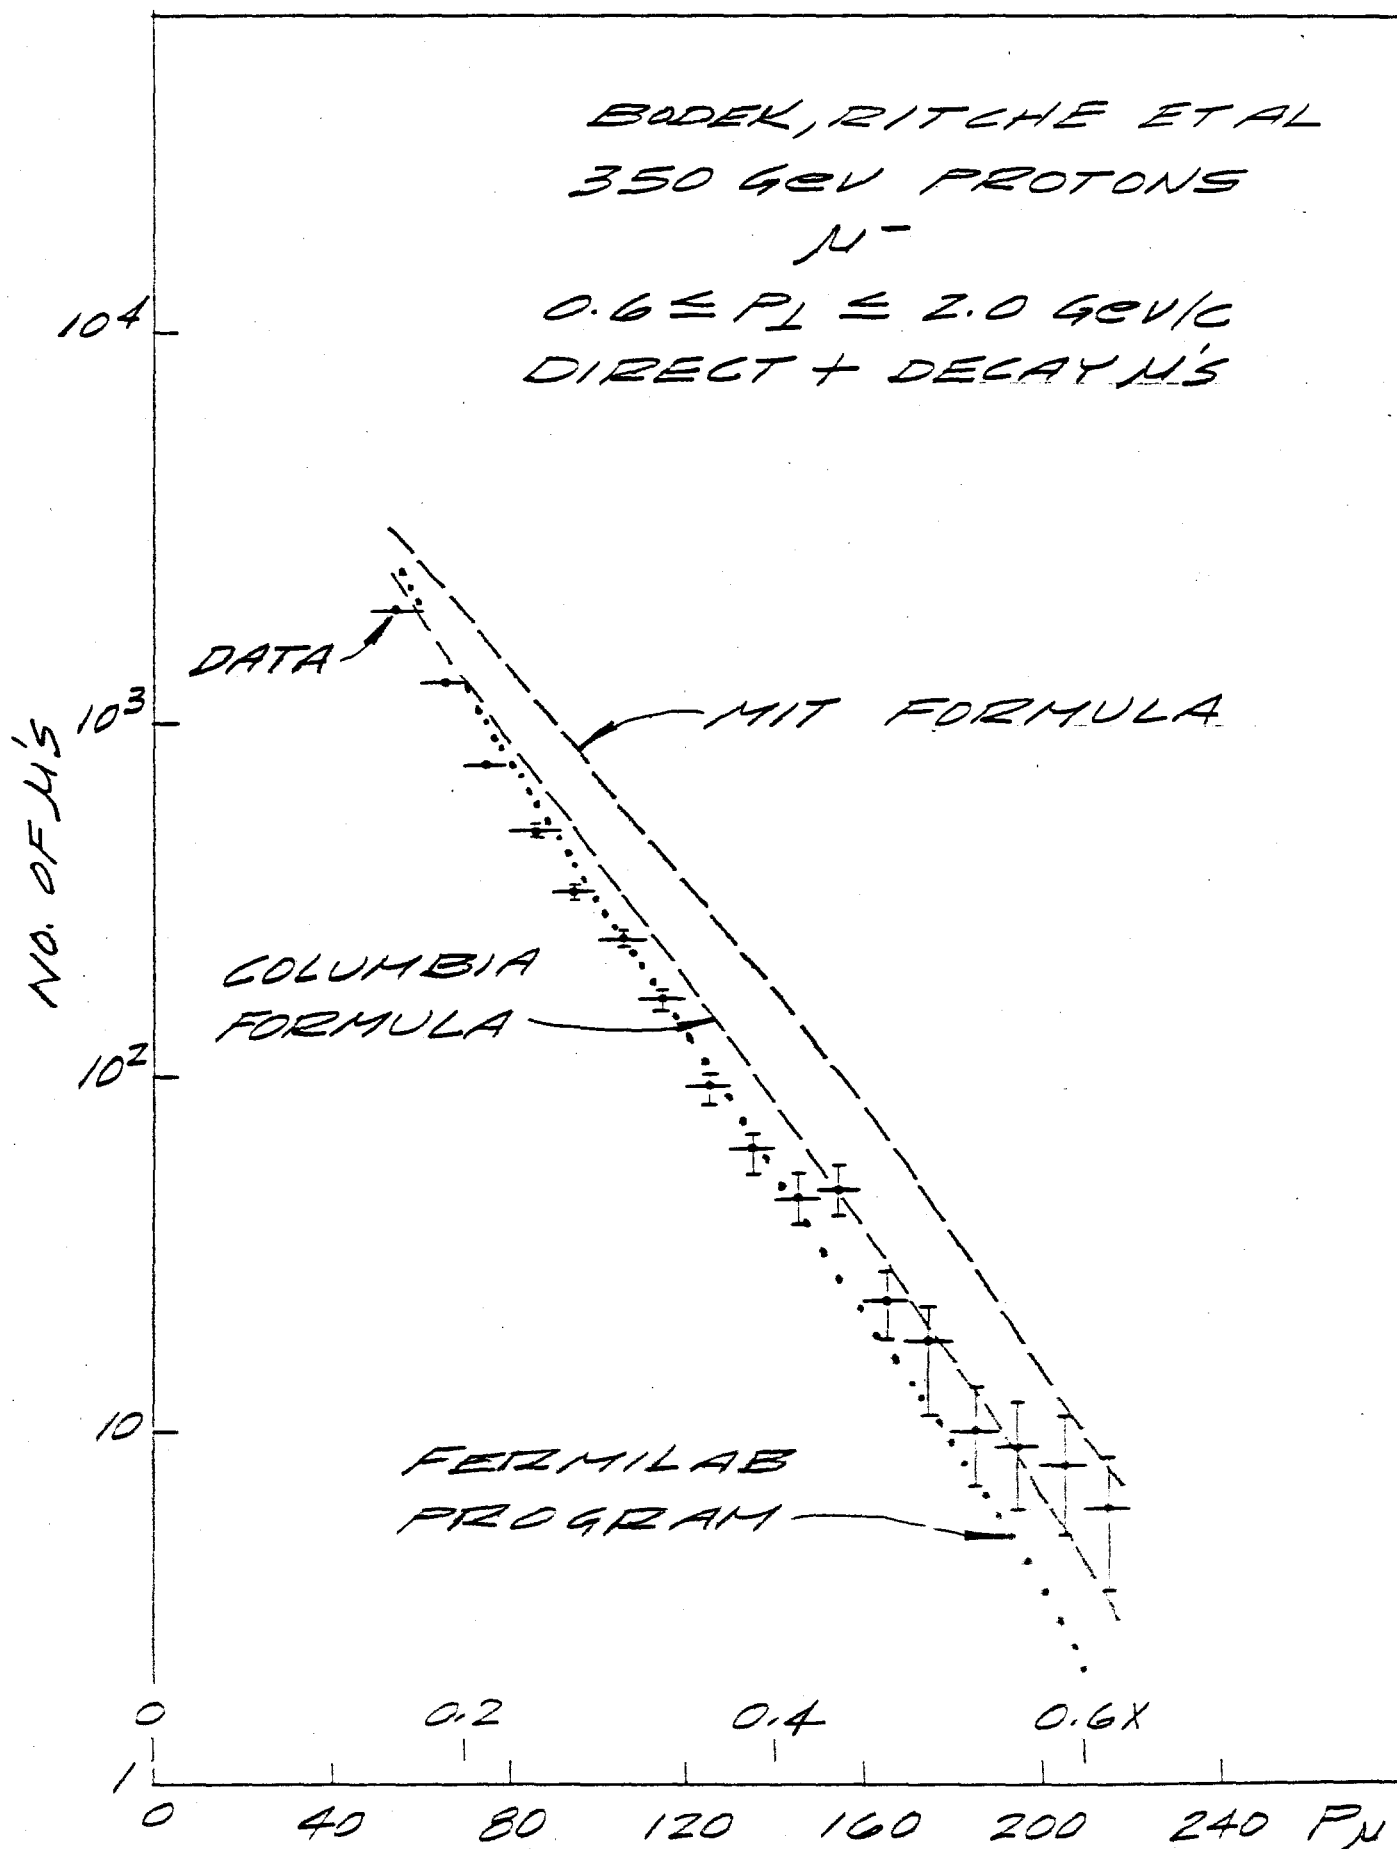 BODEK, RITCHE ET AL
350 GeV PROTONS
μ⁻
0.6 ≤ P⊥ ≤ 2.0 GeV/c
DIRECT + DECAY μ'S
10⁴
DATA
10³
MIT FORMULA
NO. OF μ'S
COLUMBIA
FORMULA
10²
10
FERMILAB
PROGRAM
0 0.2 0.4 0.6X
1
0 40 80 120 160 200 240 Pμ